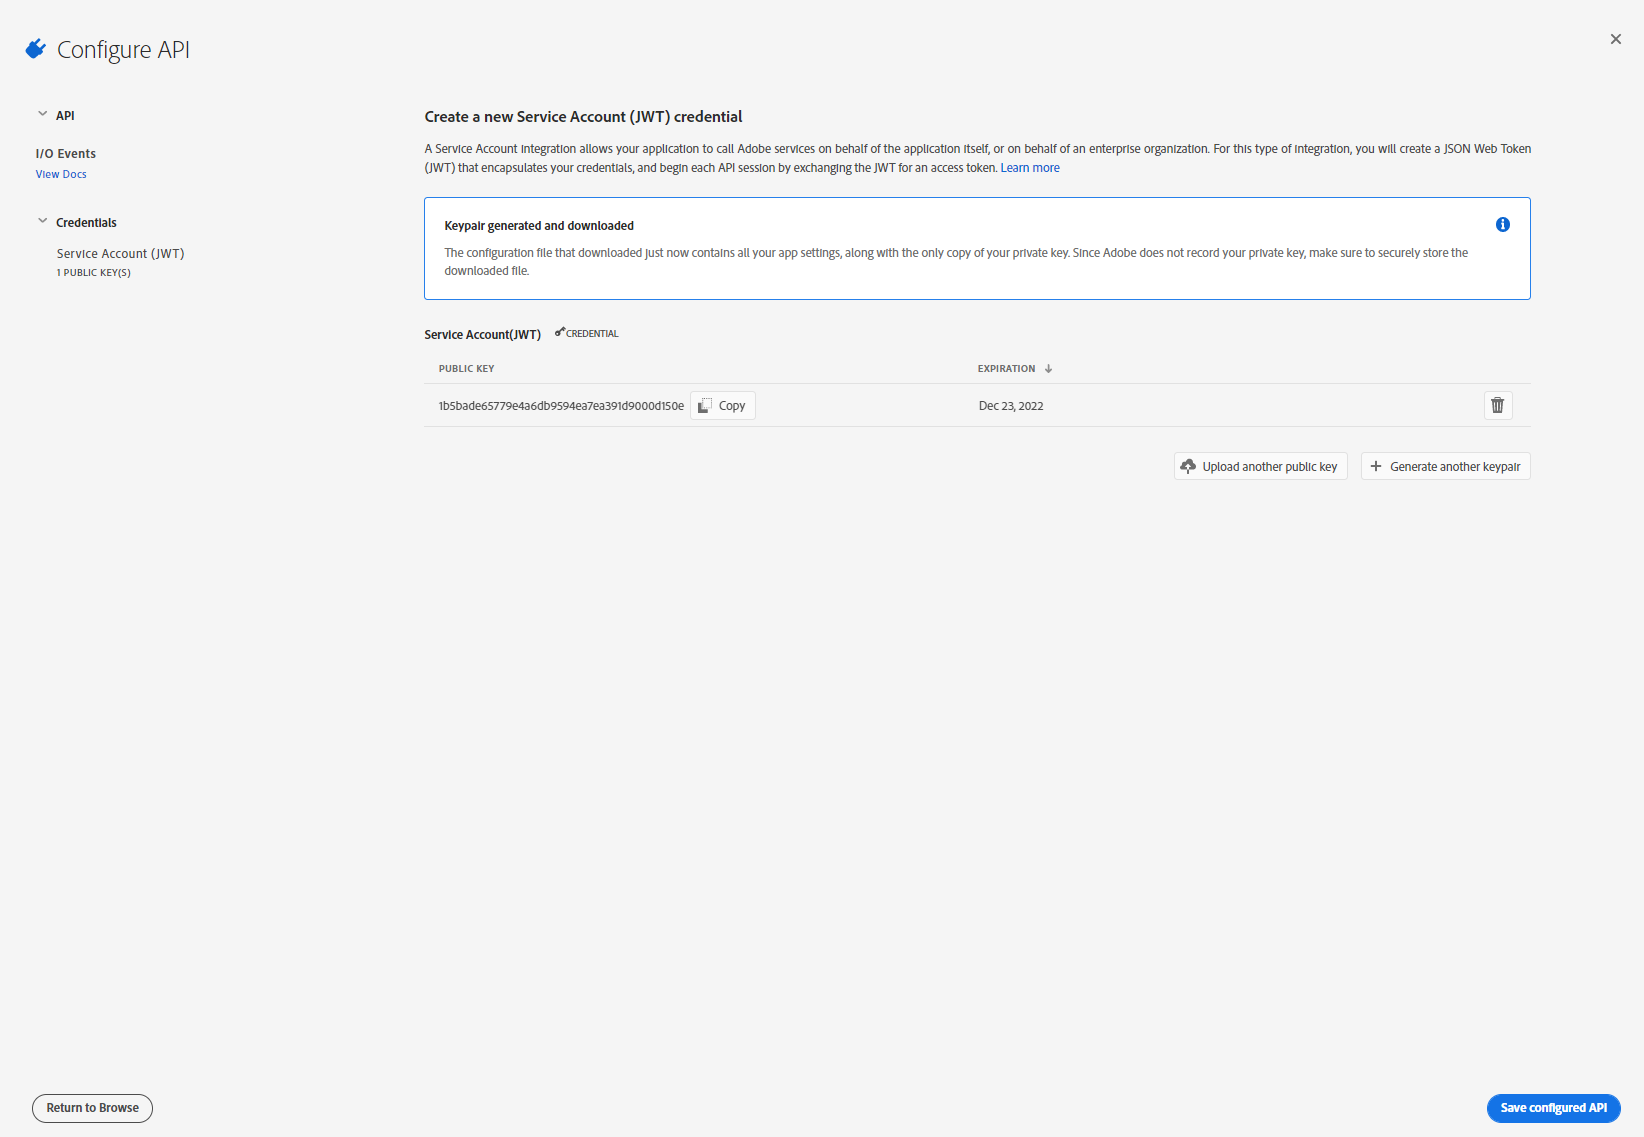 Configure API
API
I/O Events
View Docs
Credentials
Service Account (JWT)
1 PUBLIC KEY(S)
Create a new Service Account (JWT) credential
A Service Account integration allows your application to call Adobe services on behalf of the application itself, or on behalf of an enterprise organization. For this type of integration, you will create a JSON Web Token
(JWT) that encapsulates your credentials, and begin each API session by exchanging the JWT for an access token. Learn more
Keypair generated and downloaded
The configuration file that downloaded just now contains all your app settings, along with the only copy of your private key. Since Adobe does not record your private key, make sure to securely store the
downloaded file.
Service Account(JWT) CREDENTIAL
PUBLIC KEY EXPIRATION
1b5bade65779e4a6db9594ea7ea391d9000d150e Copy Dec 23, 2022
Upload another public key Generate another keypair
Return to Browse Save configured API